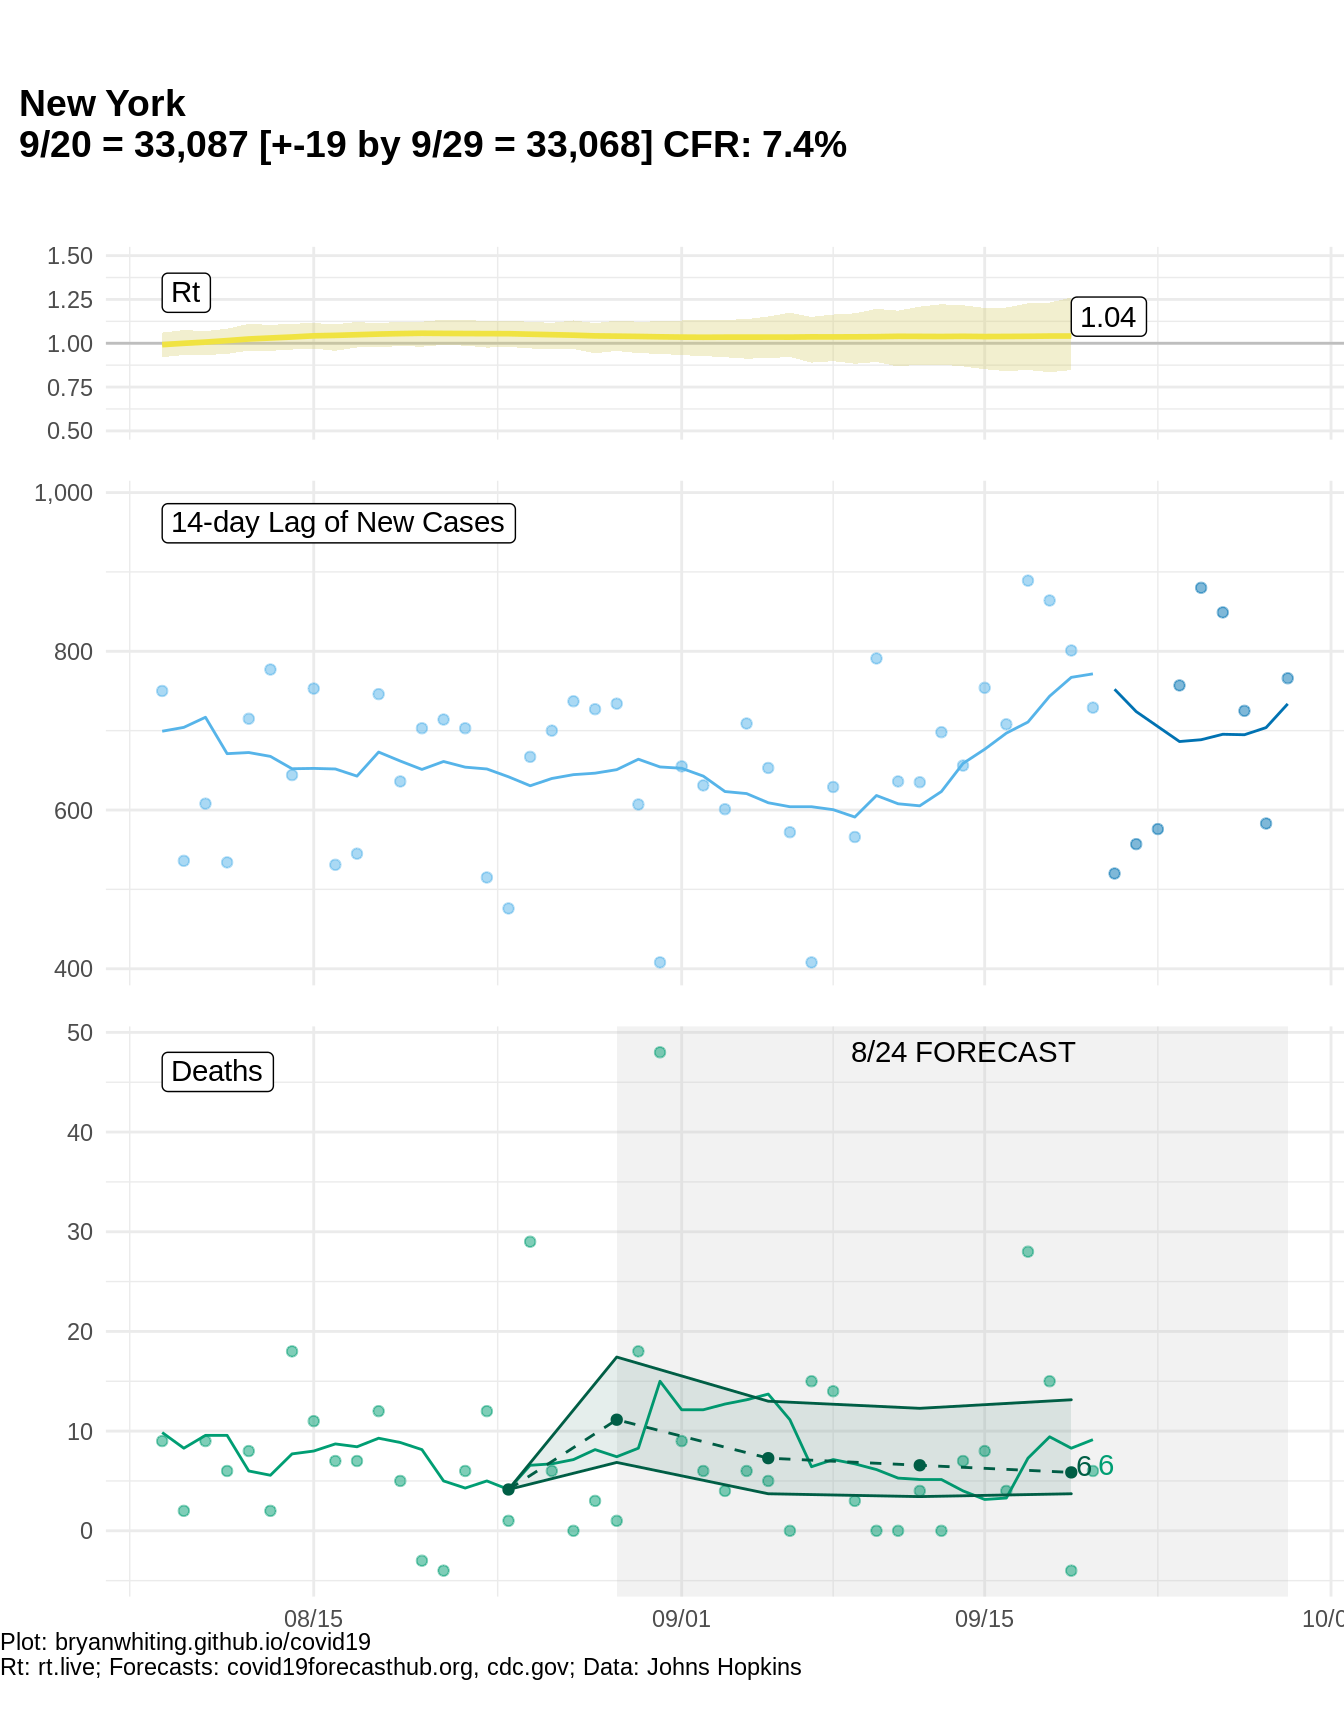 New York
9/20 = 33,087 [+-19 by 9/29 = 33,068] CFR: 7.4%
1.50
1.25
1.00
0.75
0.50
Rt
1.04
1,000
800
600
400
14-day Lag of New Cases
50
40
30
20
10
0
Deaths
8/24 FORECAST
6 6
08/15 09/01 09/15 10/0
Plot: bryanwhiting.github.io/covid19
Rt: rt.live; Forecasts: covid19forecasthub.org, cdc.gov; Data: Johns Hopkins